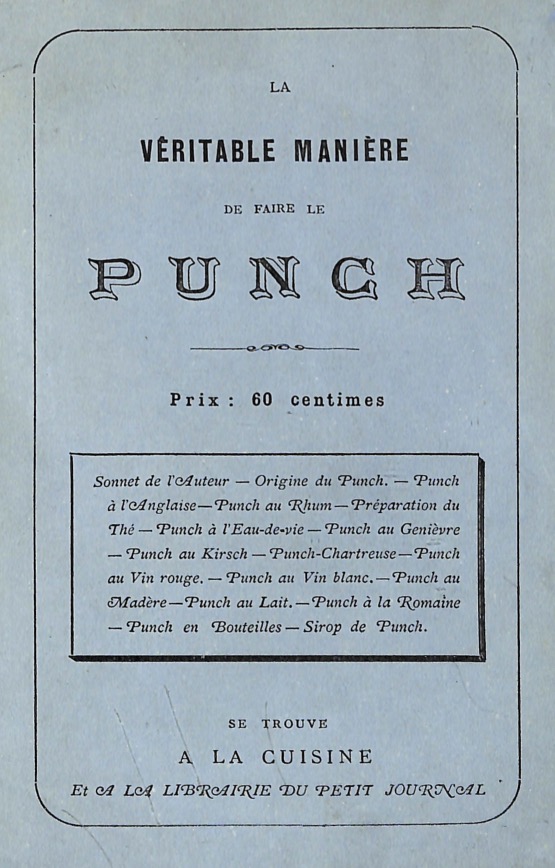 LA
VÉRITABLE MANIÈRE
DE FAIRE LE
PUNCH
Prix : 60 centimes
Sonnet de l'Auteur — Origine du Punch. — Punch
à l'Anglaise — Punch au Rhum — Préparation du
Thé — Punch à l'Eau-de-vie — Punch au Genièvre
— Punch au Kirsch — Punch-Chartreuse — Punch
au Vin rouge. — Punch au Vin blanc. — Punch au
Madère — Punch au Lait. — Punch à la Romaine
— Punch en Bouteilles — Sirop de Punch.
SE TROUVE
A LA CUISINE
Et A LA LIBRAIRIE DU PETIT JOURNAL